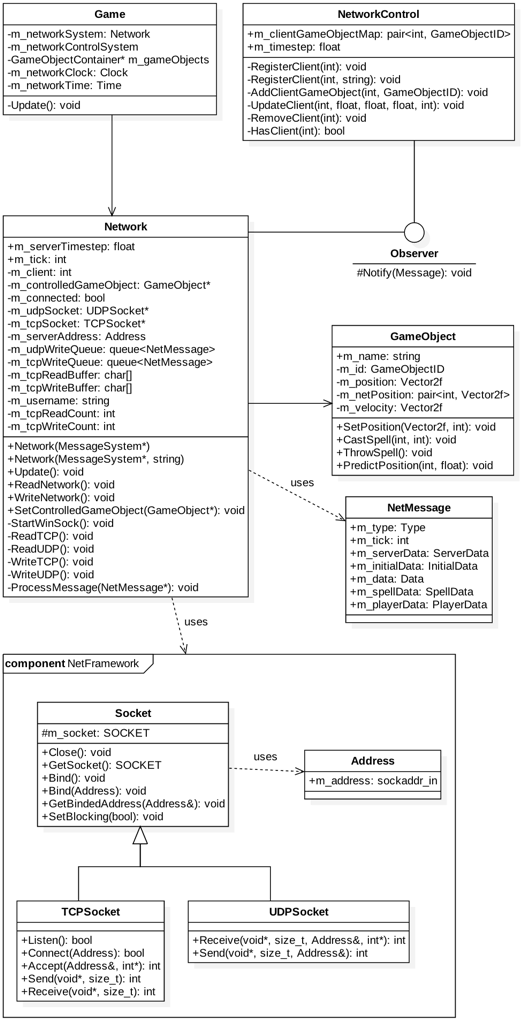 Game
-m_networkSystem: Network
-m_networkControlSystem
-GameObjectContainer* m_gameObjects
-m_networkClock: Clock
-m_networkTime: Time
-Update(): void
NetworkControl
+m_clientGameObjectMap: pair<int, GameObjectID>
+m_timestep: float
-RegisterClient(int): void
-RegisterClient(int, string): void
-AddClientGameObject(int, GameObjectID): void
-UpdateClient(int, float, float, float, int): void
-RemoveClient(int): void
-HasClient(int): bool
Network
+m_serverTimestep: float
+m_tick: int
-m_client: int
-m_controlledGameObject: GameObject*
-m_connected: bool
-m_udpSocket: UDPSocket*
-m_tcpSocket: TCPSocket*
-m_serverAddress: Address
-m_udpWriteQueue: queue<NetMessage>
-m_tcpWriteQueue: queue<NetMessage>
-m_tcpReadBuffer: char[]
-m_tcpWriteBuffer: char[]
-m_username: string
-m_tcpReadCount: int
-m_tcpWriteCount: int
+Network(MessageSystem*)
+Network(MessageSystem*, string)
+Update(): void
+ReadNetwork(): void
+WriteNetwork(): void
+SetControlledGameObject(GameObject*): void
-StartWinSock(): void
-ReadTCP(): void
-ReadUDP(): void
-WriteTCP(): void
-WriteUDP(): void
-ProcessMessage(NetMessage*): void
Observer
#Notify(Message): void
GameObject
+m_name: string
-m_id: GameObjectID
-m_position: Vector2f
-m_netPosition: pair<int, Vector2f>
-m_velocity: Vector2f
+SetPosition(Vector2f, int): void
+CastSpell(int, int): void
+ThrowSpell(): void
+PredictPosition(int, float): void
uses
NetMessage
+m_type: Type
+m_tick: int
+m_serverData: ServerData
+m_initialData: InitialData
+m_data: Data
+m_spellData: SpellData
+m_playerData: PlayerData
uses
component NetFramework
Socket
#m_socket: SOCKET
+Close(): void
+GetSocket(): SOCKET
+Bind(): void
+Bind(Address): void
+GetBindedAddress(Address&): void
+SetBlocking(bool): void
uses
Address
+m_address: sockaddr_in
TCPSocket
+Listen(): bool
+Connect(Address): bool
+Accept(Address&, int*): int
+Send(void*, size_t): int
+Receive(void*, size_t): int
UDPSocket
+Receive(void*, size_t, Address&, int*): int
+Send(void*, size_t, Address&): int